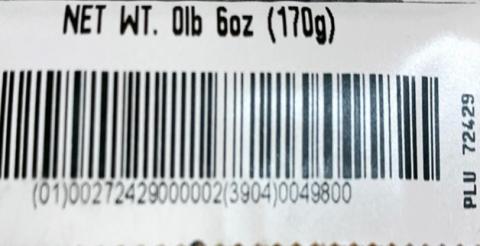 NET WT. 0lb 6oz (170g)
(01)00272429000002(3904)0049800
PLU 72429